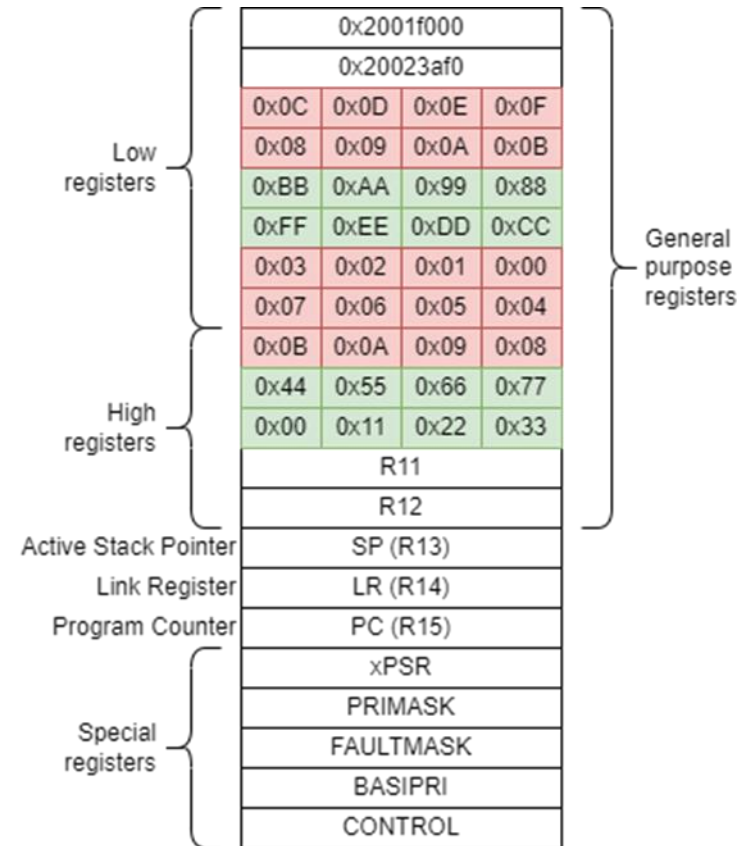 0x2001f000
0x20023af0
0x0C 0x0D 0x0E 0x0F
0x08 0x09 0x0A 0x0B
0xBB 0xAA 0x99 0x88
0xFF 0xEE 0xDD 0xCC
0x03 0x02 0x01 0x00
0x07 0x06 0x05 0x04
0x0B 0x0A 0x09 0x08
0x44 0x55 0x66 0x77
0x00 0x11 0x22 0x33
R11
R12
SP (R13)
LR (R14)
PC (R15)
xPSR
PRIMASK
FAULTMASK
BASIPRI
CONTROL
Low
registers
High
registers
Active Stack Pointer
Link Register
Program Counter
Special
registers
General
purpose
registers